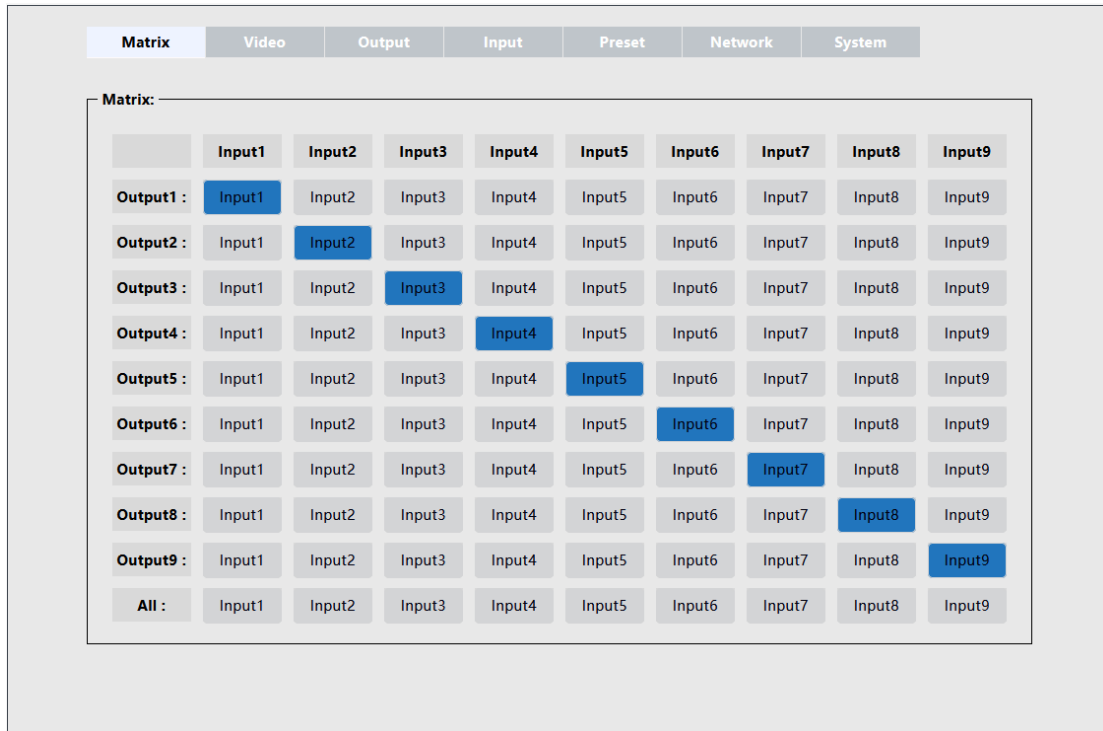 Matrix Video Output Input Preset Network System
Matrix:
Input1 Input2 Input3 Input4 Input5 Input6 Input7 Input8 Input9
Output1 : Input1 Input2 Input3 Input4 Input5 Input6 Input7 Input8 Input9
Output2 : Input1 Input2 Input3 Input4 Input5 Input6 Input7 Input8 Input9
Output3 : Input1 Input2 Input3 Input4 Input5 Input6 Input7 Input8 Input9
Output4 : Input1 Input2 Input3 Input4 Input5 Input6 Input7 Input8 Input9
Output5 : Input1 Input2 Input3 Input4 Input5 Input6 Input7 Input8 Input9
Output6 : Input1 Input2 Input3 Input4 Input5 Input6 Input7 Input8 Input9
Output7 : Input1 Input2 Input3 Input4 Input5 Input6 Input7 Input8 Input9
Output8 : Input1 Input2 Input3 Input4 Input5 Input6 Input7 Input8 Input9
Output9 : Input1 Input2 Input3 Input4 Input5 Input6 Input7 Input8 Input9
All : Input1 Input2 Input3 Input4 Input5 Input6 Input7 Input8 Input9